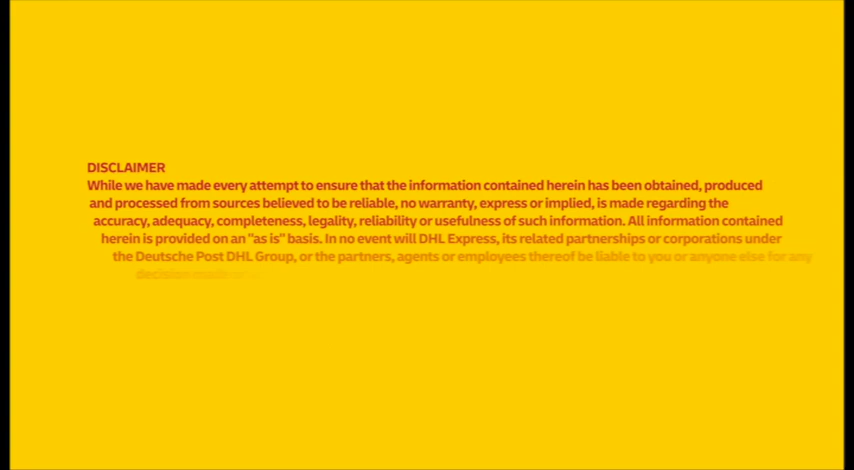 DISCLAIMER
While we have made every attempt to ensure that the information contained herein has been obtained, produced
and processed from sources believed to be reliable, no warranty, express or implied, is made regarding the
accuracy, adequacy, completeness, legality, reliability or usefulness of such information. All information contained
herein is provided on an "as is" basis. In no event will DHL Express, its related partnerships or corporations under
the Deutsche Post DHL Group, or the partners, agents or employees thereof be liable to you or anyone else for any
decision made